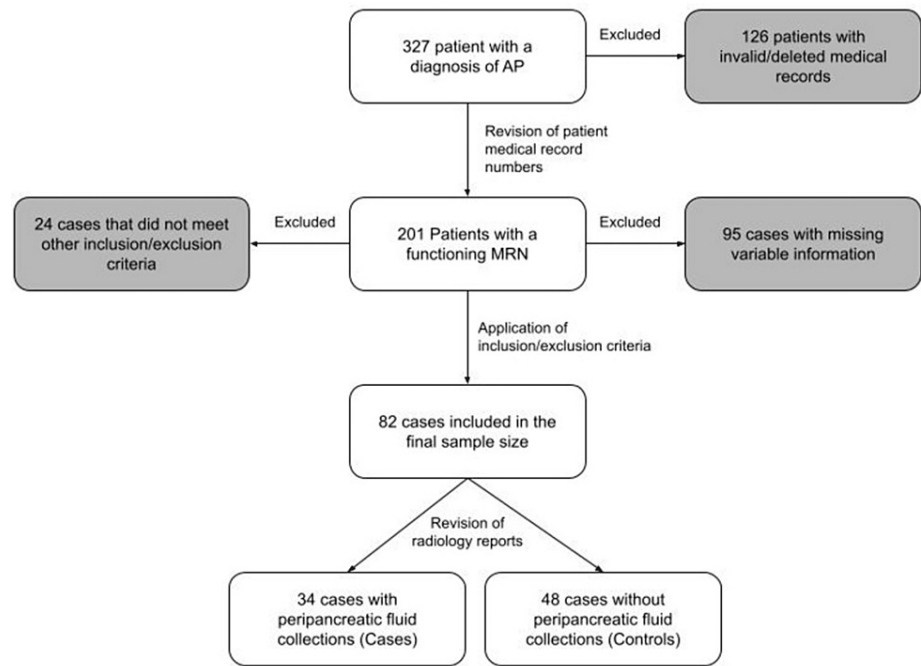 327 patient with a
diagnosis of AP
Excluded
126 patients with
invalid/deleted medical
records
Revision of patient
medical record
numbers
24 cases that did not meet
other inclusion/exclusion
criteria
Excluded
201 Patients with a
functioning MRN
Excluded
95 cases with missing
variable information
Application of
inclusion/exclusion criteria
82 cases included in the
final sample size
Revision of
radiology reports
34 cases with
peripancreatic fluid
collections (Cases)
48 cases without
peripancreatic fluid
collections (Controls)